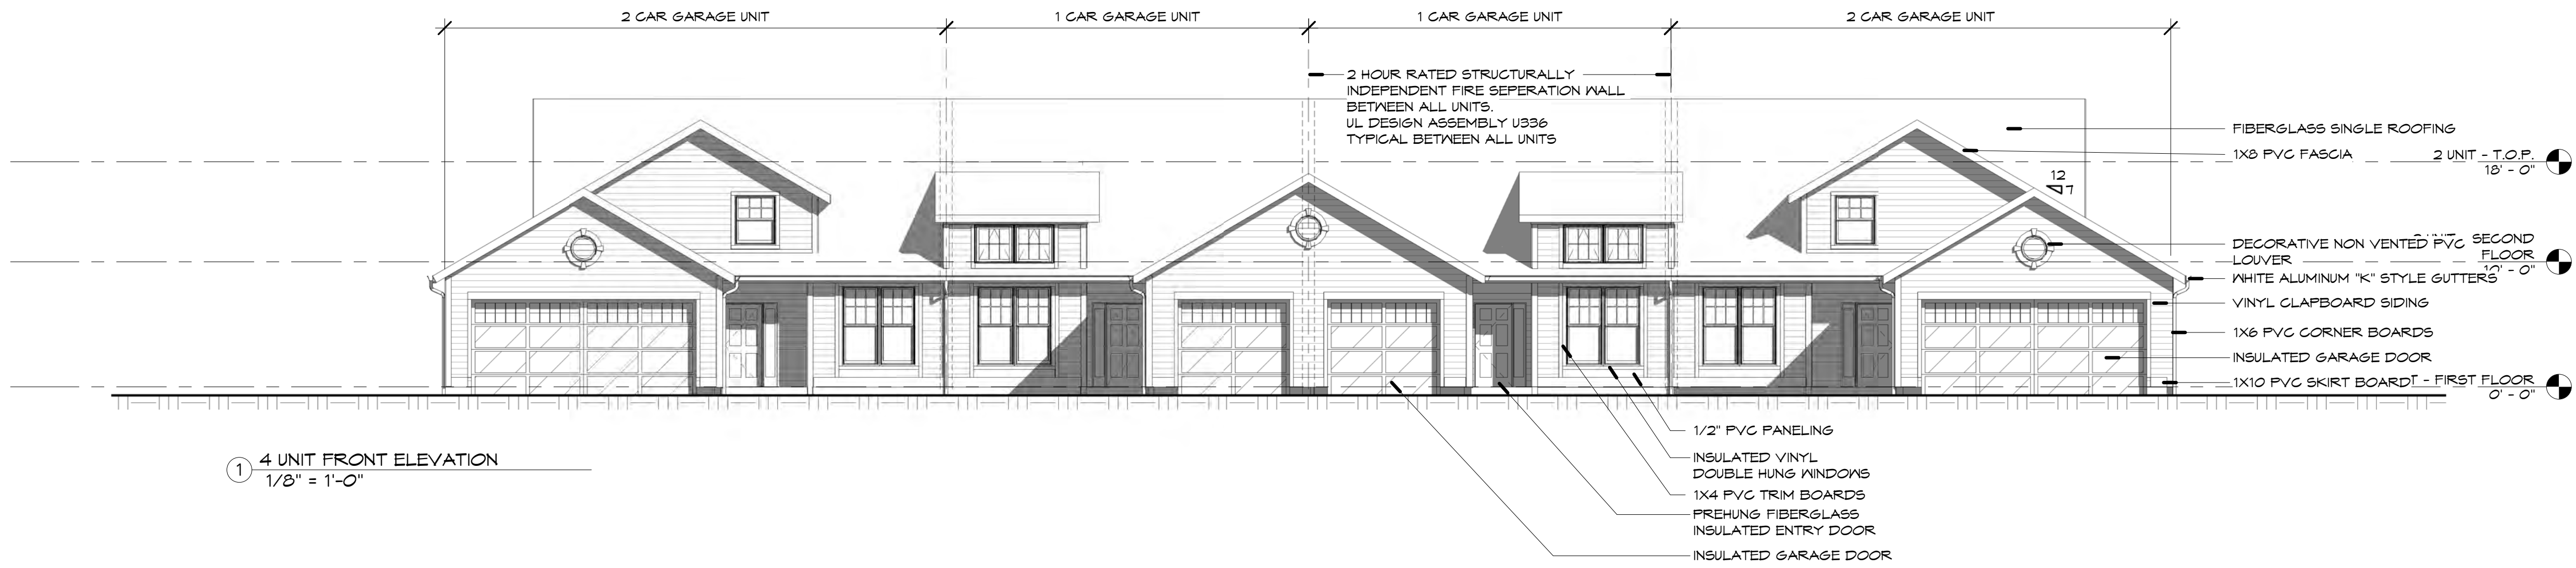 2 CAR GARAGE UNIT
1 CAR GARAGE UNIT
1 CAR GARAGE UNIT
2 CAR GARAGE UNIT
2 HOUR RATED STRUCTURALLY
INDEPENDENT FIRE SEPERATION WALL
BETWEEN ALL UNITS.
UL DESIGN ASSEMBLY U336
TYPICAL BETWEEN ALL UNITS
FIBERGLASS SINGLE ROOFING
1X8 PVC FASCIA
2 UNIT - T.O.P.
18' - 0"
12
7
DECORATIVE NON VENTED PVC
LOUVER
SECOND
FLOOR
10' - 0"
WHITE ALUMINUM "K" STYLE GUTTERS
VINYL CLAPBOARD SIDING
1X6 PVC CORNER BOARDS
INSULATED GARAGE DOOR
1X10 PVC SKIRT BOARD
- FIRST FLOOR
0' - 0"
1/2" PVC PANELING
INSULATED VINYL
DOUBLE HUNG WINDOWS
1X4 PVC TRIM BOARDS
PREHUNG FIBERGLASS
INSULATED ENTRY DOOR
INSULATED GARAGE DOOR
1
4 UNIT FRONT ELEVATION
1/8" = 1'-0"